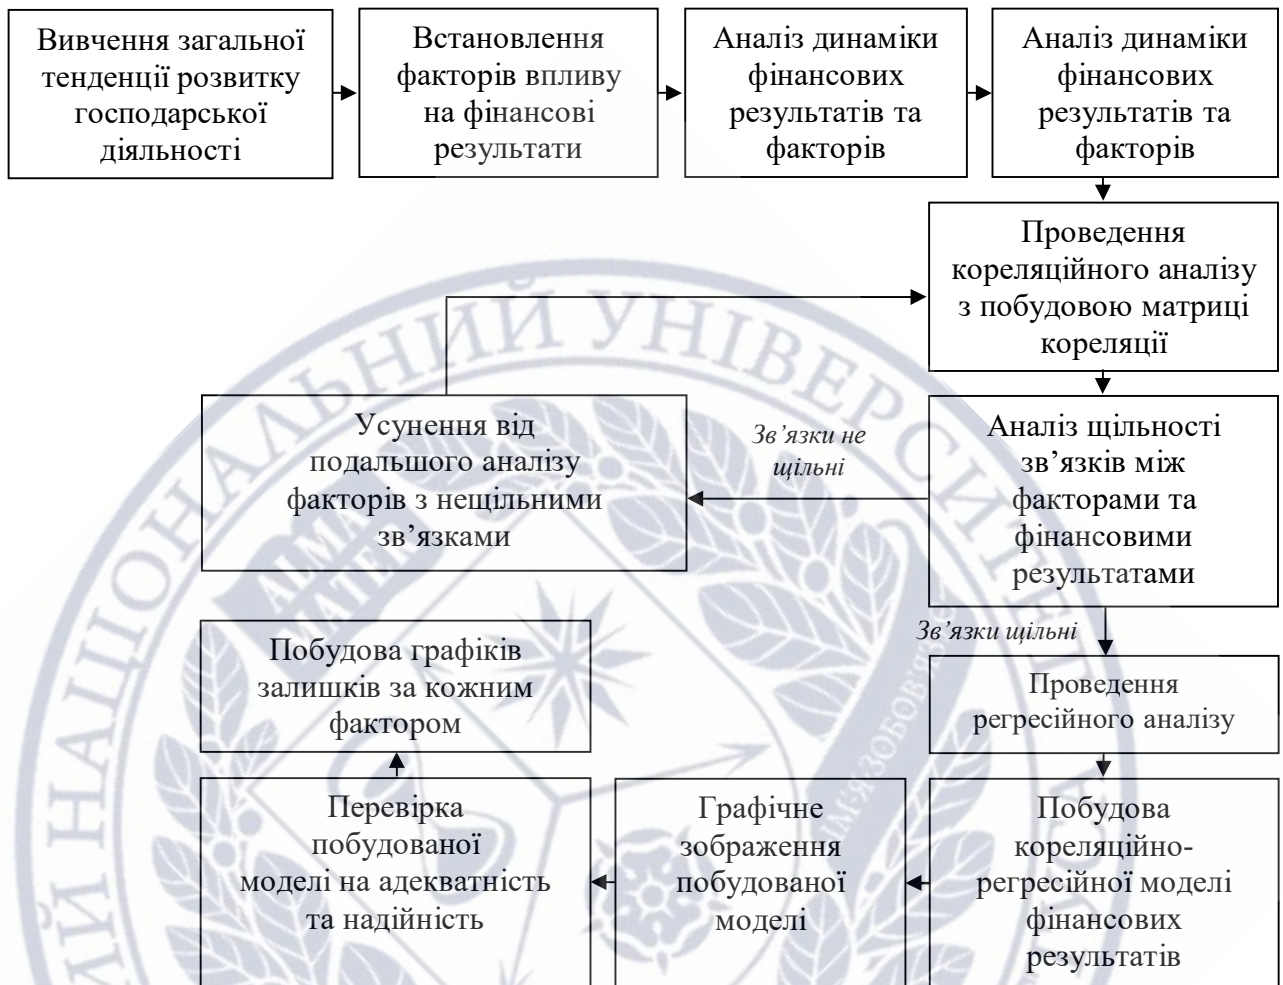 Вивчення загальної
тенденції розвитку
господарської
діяльності
Встановлення
факторів впливу
на фінансові
результати
Аналіз динаміки
фінансових
результатів та
факторів
Аналіз динаміки
фінансових
результатів та
факторів
Проведення
кореляційного аналізу
з побудовою матриці
кореляції
Аналіз щільності
зв’язків між
факторами та
фінансовими
результатами
Зв’язки не
щільні
Усунення від
подальшого аналізу
факторів з нещільними
зв’язками
Зв’язки щільні
Проведення
регресійного аналізу
Побудова
кореляційно-
регресійної моделі
фінансових
результатів
Графічне
зображення
побудованої
моделі
Перевірка
побудованої
моделі на адекватність
та надійність
Побудова графіків
залишків за кожним
фактором
НАЦІОНАЛЬНИЙ УНІВЕРСИТЕТ
ALMA
MATER